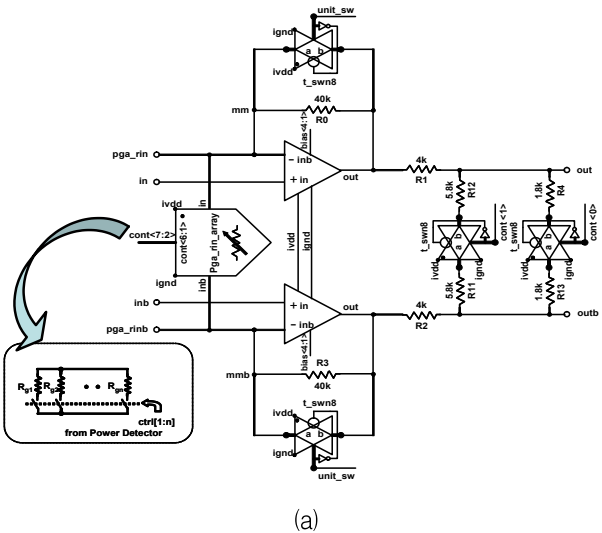 unit_sw
ignd
a b
ivdd
t_swn8
40k
R0
mm
bias<4:1>
pga_rin
- inb
in
+ in
out
4k
R1
out
ivdd
in
cont<7:2>
cont<6:1>
Pga_rin_array
ignd
inb
ivdd
ignd
5.8k
R12
1.8k
R4
t_swn8
a b
ivdd
ignd
cont <1>
t_swn8
a b
ivdd
ignd
cont <0>
5.8k
R11
1.8k
R13
inb
+ in
out
4k
R2
outb
pga_rinb
- inb
bias<4:1>
mmb
R3
40k
t_swn8
ivdd
a b
ignd
unit_sw
Rg1 Rg2 Rgn
ctrl[1:n]
from Power Detector
(a)